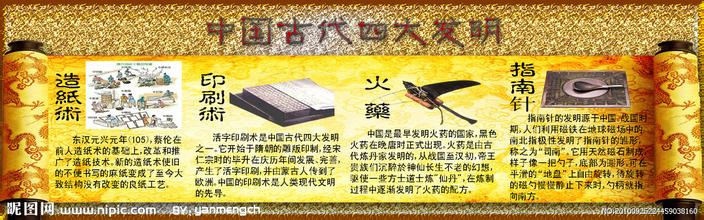 中国古代四大发明
造紙術
东汉元兴元年(105),蔡伦在
前人造纸术的基础上,改革和推
广了造纸技术,新的造纸术使旧
的不便书写的麻纸变成了至今大
致结构没有改变的良纸工艺.
印刷術
活字印刷术是中国古代四大发明
之一。它开始于隋朝的雕版印刷,经宋
仁宗时的毕升在庆历年间发展、完善,
产生了活字印刷,并由蒙古人传到了
欧洲.中国的印刷术是人类现代文明
的先导.
火藥
中国是最早发明火药的国家,黑色
火药在晚唐时正式出现。火药是由古
代炼丹家发明的,从战国至汉初,帝王
贵族们沉醉於神仙长生不老的幻想,
驱使一些方士道士炼"仙丹",在炼制
过程中逐渐发明了火药的配方.
指南针
指南针的发明源于中国.战国时
期,人们利用磁铁在地球磁场中的
南北指极性发明了指南针的雏形,
称之为"司南"。它用天然磁石制成,
样子像一把勺子,底部为圆形,可在
平滑的"地盘"上自由旋转,待旋转
的磁勺慢慢静止下来时,勺柄就指
向南方.
昵图网 www.nipic.com BY: yanmengch